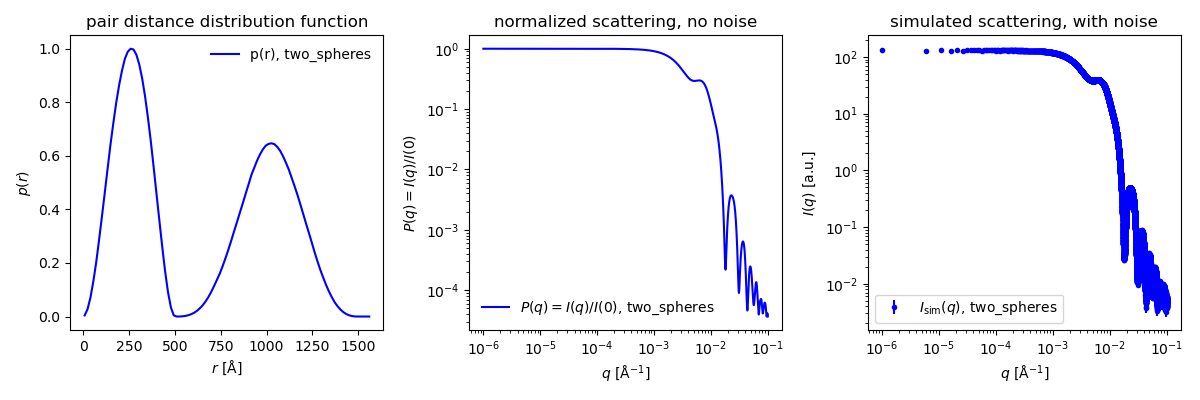 pair distance distribution function
p(r), two_spheres
1.0
0.8
0.6
0.4
0.2
0.0
p(r)
0 250 500 750 1000 1250 1500
r [Å]
normalized scattering, no noise
10⁰
10⁻¹
10⁻²
10⁻³
10⁻⁴
P(q) = I(q)/I(0)
P(q) = I(q)/I(0), two_spheres
10⁻⁶ 10⁻⁵ 10⁻⁴ 10⁻³ 10⁻² 10⁻¹
q [Å⁻¹]
simulated scattering, with noise
10²
10¹
10⁰
10⁻¹
10⁻²
I(q) [a.u.]
I_sim(q), two_spheres
10⁻⁶ 10⁻⁵ 10⁻⁴ 10⁻³ 10⁻² 10⁻¹
q [Å⁻¹]